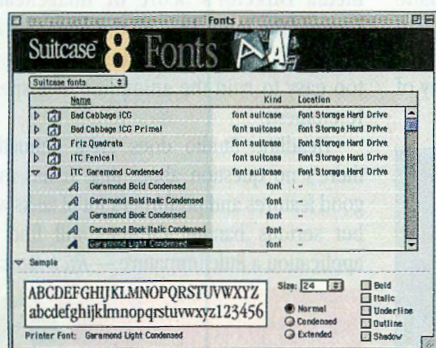 Fonts
Suitcase 8 Fonts
Suitcase fonts
Name Kind Location
Bad Cabbage ICG font suitcase Font Storage Hard Drive
Bad Cabbage ICG Primal font suitcase Font Storage Hard Drive
Friz Quadrata font suitcase Font Storage Hard Drive
ITC Fenice I font suitcase Font Storage Hard Drive
ITC Garamond Condensed font suitcase Font Storage Hard Drive
Garamond Bold Condensed font –
Garamond Bold Italic Condensed font –
Garamond Book Condensed font –
Garamond Book Italic Condensed font –
Garamond Light Condensed font –
Sample
ABCDEFGHIJKLMNOPQRSTUVWXYZ
abcdefghijklmnopqrstuvwxyz123456
Printer Font: Garamond Light Condensed
Size: 24
Normal
Condensed
Extended
Bold
Italic
Underline
Outline
Shadow